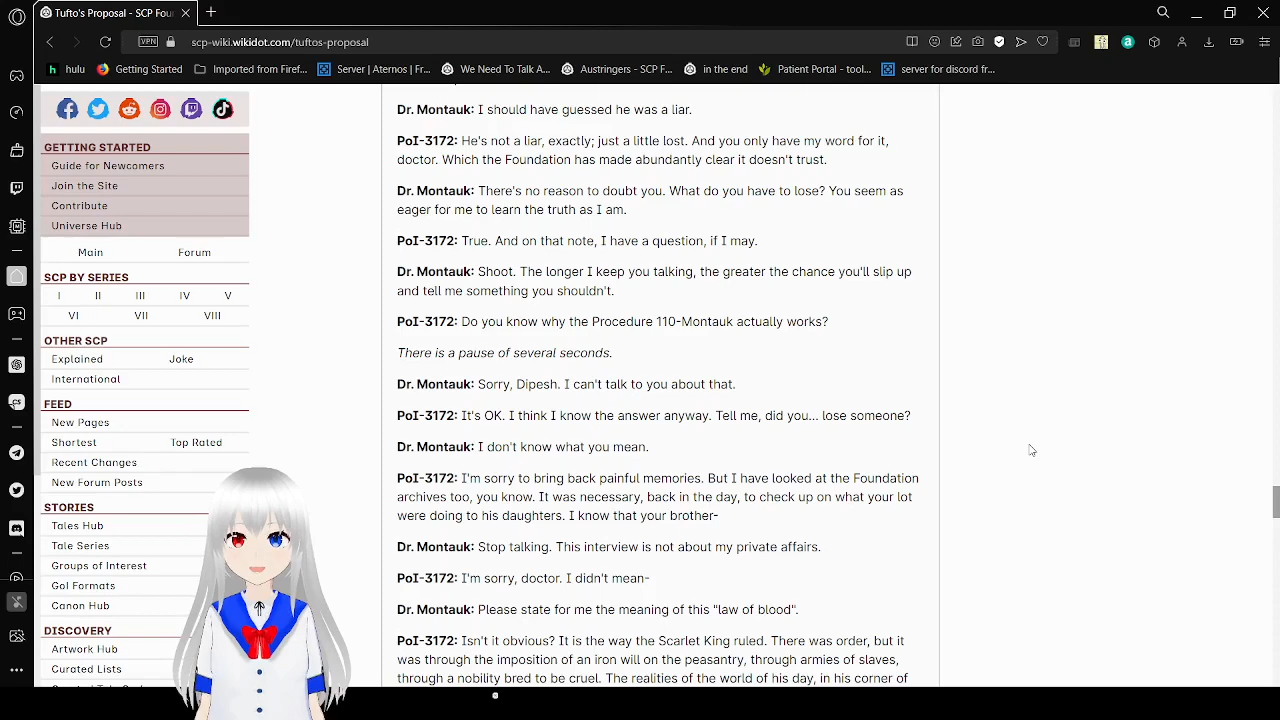 Tufto's Proposal - SCP Fou
VPN
scp-wiki.wikidot.com/tuftos-proposal
hulu
Getting Started
Imported from Firef...
Server | Aternos | Fr...
We Need To Talk A...
Austringers - SCP F...
in the end
Patient Portal - tool...
server for discord fr...
GETTING STARTED
Guide for Newcomers
Join the Site
Contribute
Universe Hub
Main Forum
SCP BY SERIES
I II III IV V
VI VII VIII
OTHER SCP
Explained Joke
International
FEED
New Pages
Shortest Top Rated
Recent Changes
New Forum Posts
STORIES
Tales Hub
Tale Series
Groups of Interest
GoI Formats
Canon Hub
DISCOVERY
Artwork Hub
Curated Lists
Dr. Montauk: I should have guessed he was a liar.
PoI-3172: He's not a liar, exactly; just a little lost. And you only have my word for it,
doctor. Which the Foundation has made abundantly clear it doesn't trust.
Dr. Montauk: There's no reason to doubt you. What do you have to lose? You seem as
eager for me to learn the truth as I am.
PoI-3172: True. And on that note, I have a question, if I may.
Dr. Montauk: Shoot. The longer I keep you talking, the greater the chance you'll slip up
and tell me something you shouldn't.
PoI-3172: Do you know why the Procedure 110-Montauk actually works?
There is a pause of several seconds.
Dr. Montauk: Sorry, Dipesh. I can't talk to you about that.
PoI-3172: It's OK. I think I know the answer anyway. Tell me, did you... lose someone?
Dr. Montauk: I don't know what you mean.
PoI-3172: I'm sorry to bring back painful memories. But I have looked at the Foundation
archives too, you know. It was necessary, back in the day, to check up on what your lot
were doing to his daughters. I know that your brother-
Dr. Montauk: Stop talking. This interview is not about my private affairs.
PoI-3172: I'm sorry, doctor. I didn't mean-
Dr. Montauk: Please state for me the meaning of this "law of blood".
PoI-3172: Isn't it obvious? It is the way the Scarlet King ruled. There was order, but it
was through the imposition of an iron will on the peasantry, through armies of slaves,
through a nobility bred to be cruel. The realities of the world of his day, in his corner of